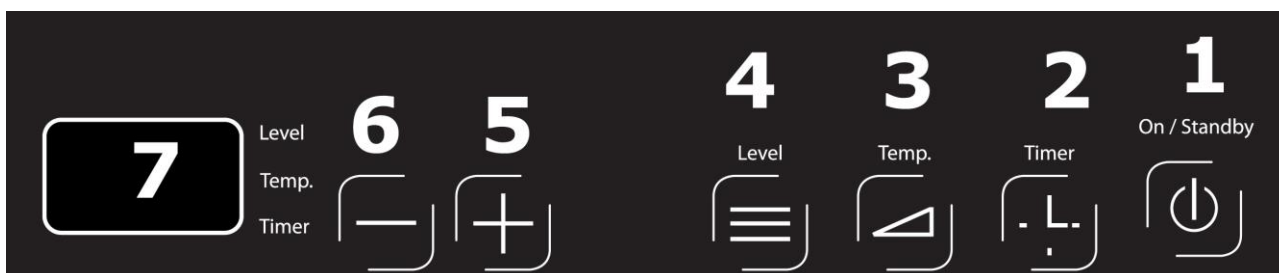 7
Level
Temp.
Timer
6
5
4
Level
3
Temp.
2
Timer
1
On / Standby